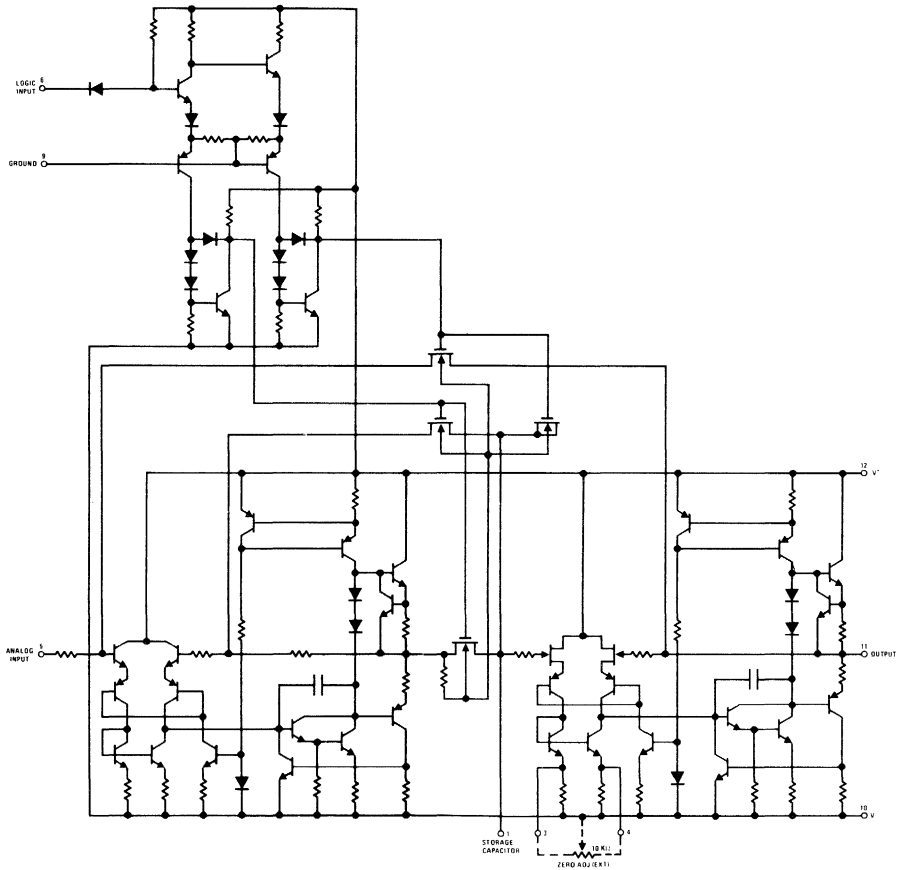 LOGIC 6
INPUT
GROUND 9
12
V+
ANALOG 5
INPUT
11
OUTPUT
10
V
1
STORAGE
CAPACITOR
3
4
10 KΩ
ZERO ADJ (EXT)